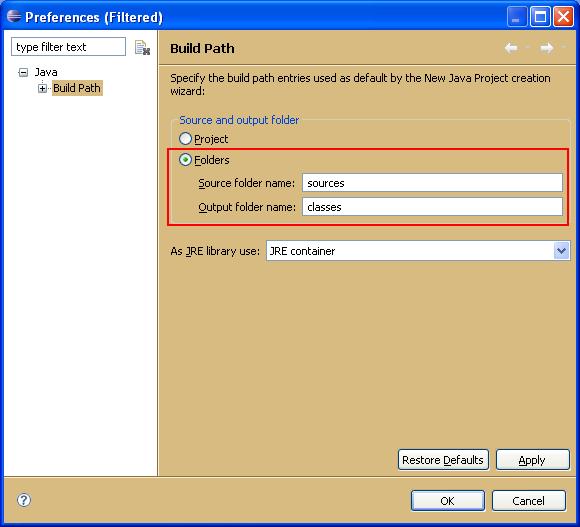 Preferences (Filtered)
type filter text
Java
Build Path
Build Path
Specify the build path entries used as default by the New Java Project creation
wizard:
Source and output folder
Project
Folders
Source folder name: sources
Output folder name: classes
As JRE library use: JRE container
Restore Defaults Apply
? OK Cancel